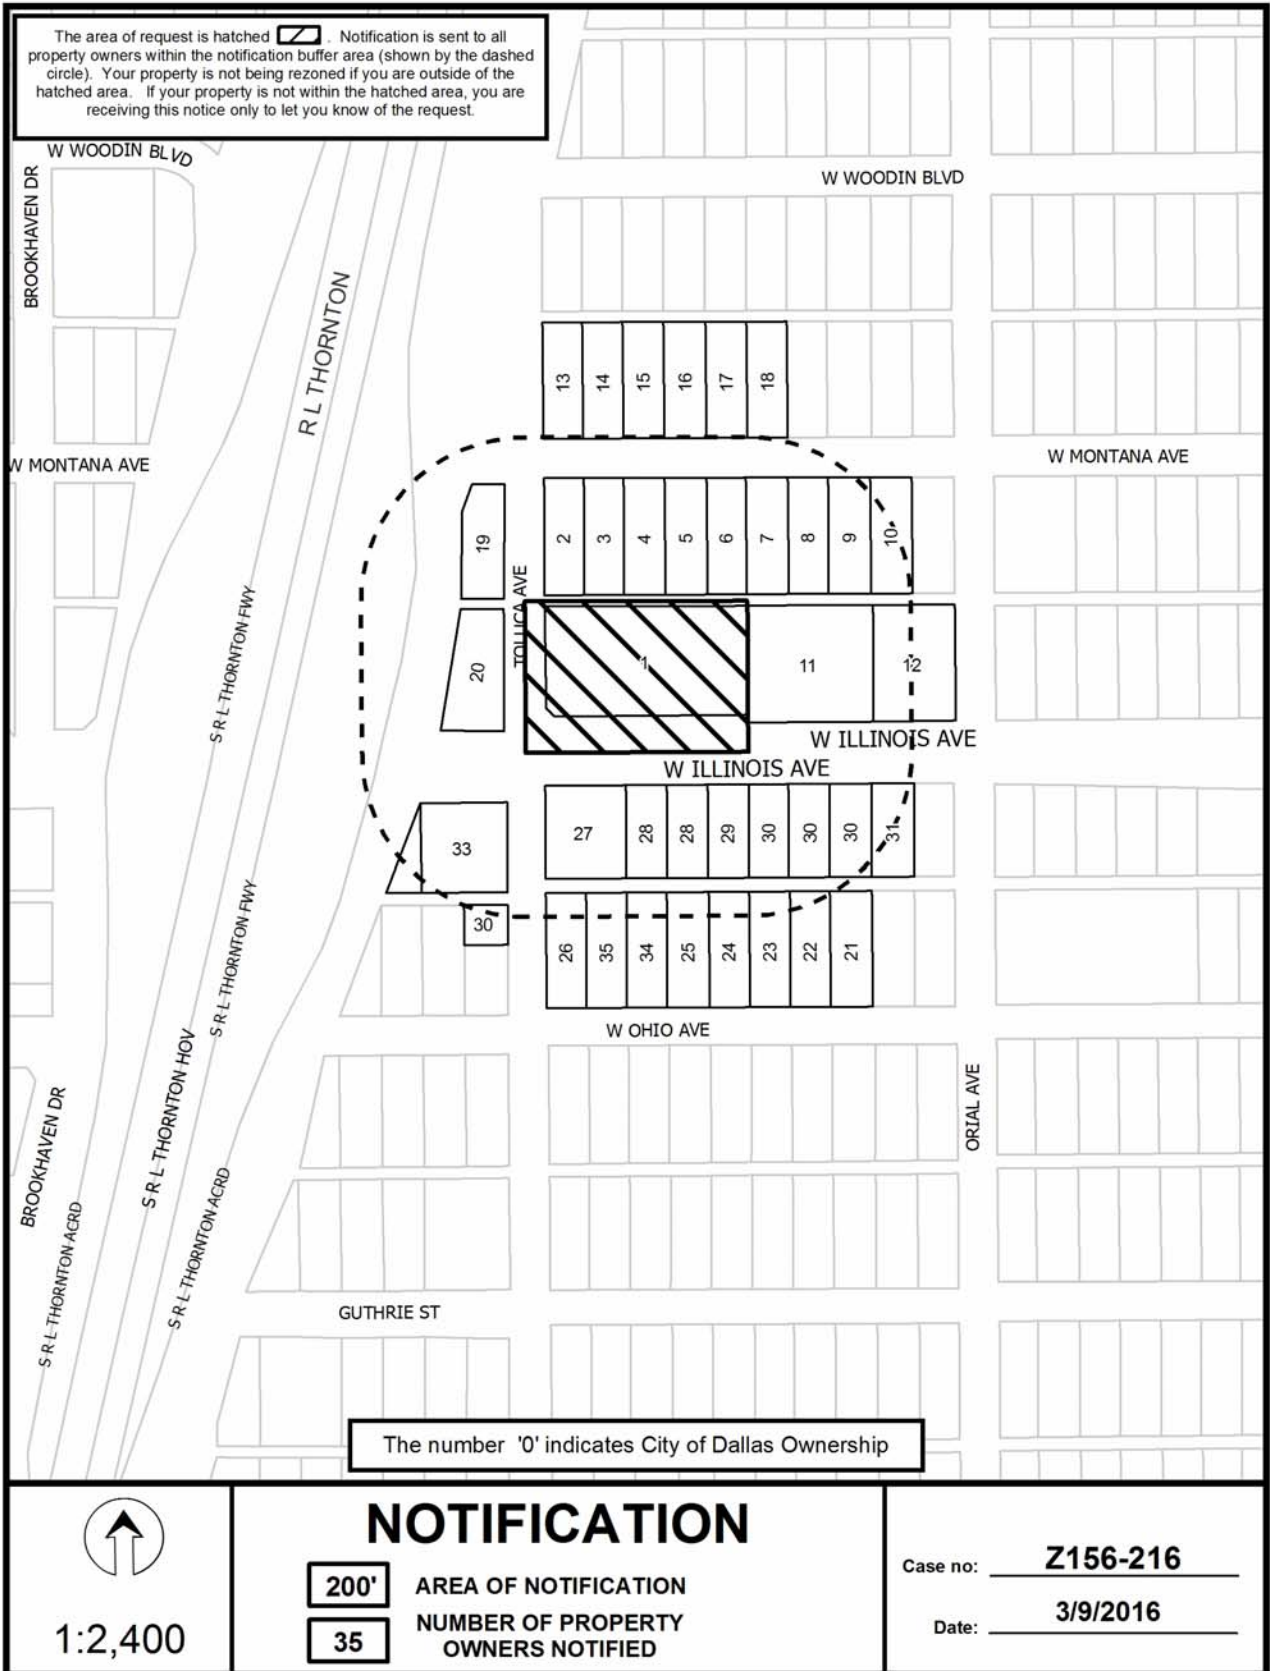 The area of request is hatched . Notification is sent to all
property owners within the notification buffer area (shown by the dashed
circle). Your property is not being rezoned if you are outside of the
hatched area. If your property is not within the hatched area, you are
receiving this notice only to let you know of the request.
W WOODIN BLVD
BROOKHAVEN DR
W WOODIN BLVD
R L THORNTON
13 14 15 16 17 18
W MONTANA AVE
W MONTANA AVE
19 2 3 4 5 6 7 8 9 10
TOLUCA AVE
S R L THORNTON FWY
20 1 11 12
W ILLINOIS AVE
W ILLINOIS AVE
33 27 28 28 29 30 30 30 31
S R L THORNTON FWY
30
26 35 34 25 24 23 22 21
W OHIO AVE
S R L THORNTON HOV
BROOKHAVEN DR
ORIAL AVE
S R L THORNTON ACRD
S R L THORNTON ACRD
GUTHRIE ST
The number '0' indicates City of Dallas Ownership
1:2,400
NOTIFICATION
200' AREA OF NOTIFICATION
35 NUMBER OF PROPERTY
OWNERS NOTIFIED
Case no: Z156-216
Date: 3/9/2016